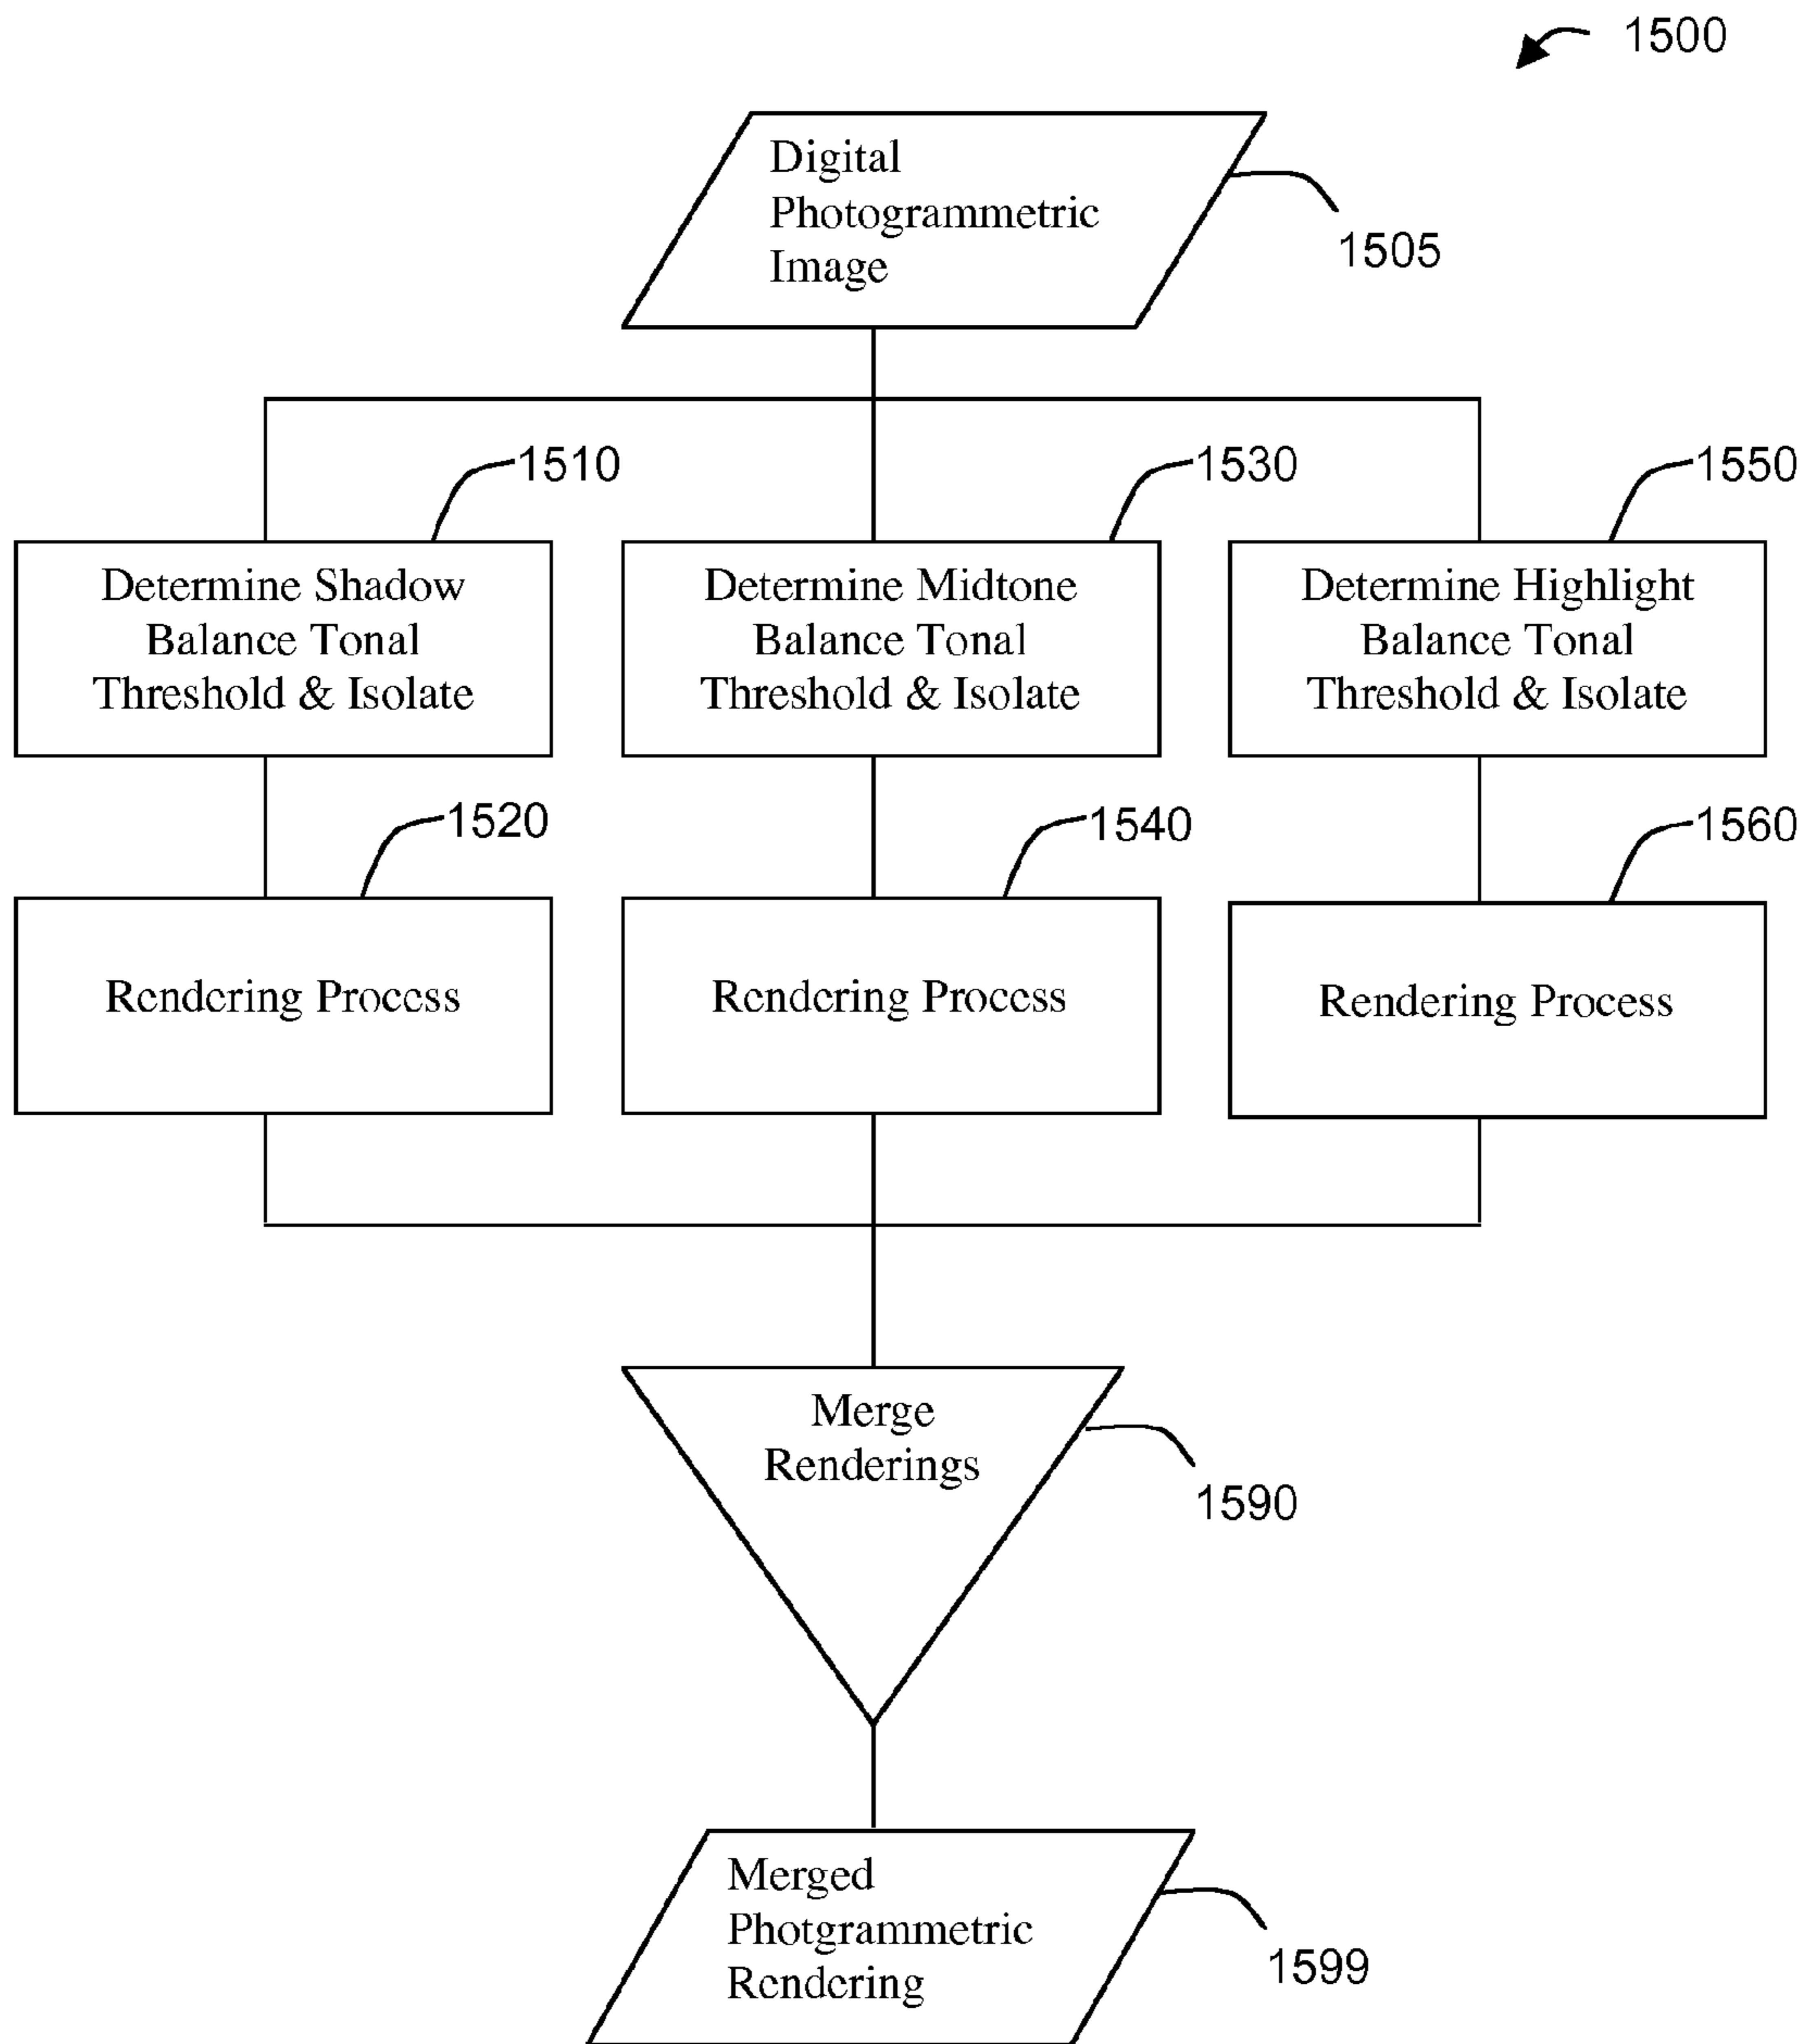 1500
Digital
Photogrammetric
Image
1505
1510
1530
1550
Determine Shadow
Balance Tonal
Threshold & Isolate
Determine Midtone
Balance Tonal
Threshold & Isolate
Determine Highlight
Balance Tonal
Threshold & Isolate
1520
1540
1560
Rendering Process
Rendering Process
Rendering Process
Merge
Renderings
1590
Merged
Photgrammetric
Rendering
1599